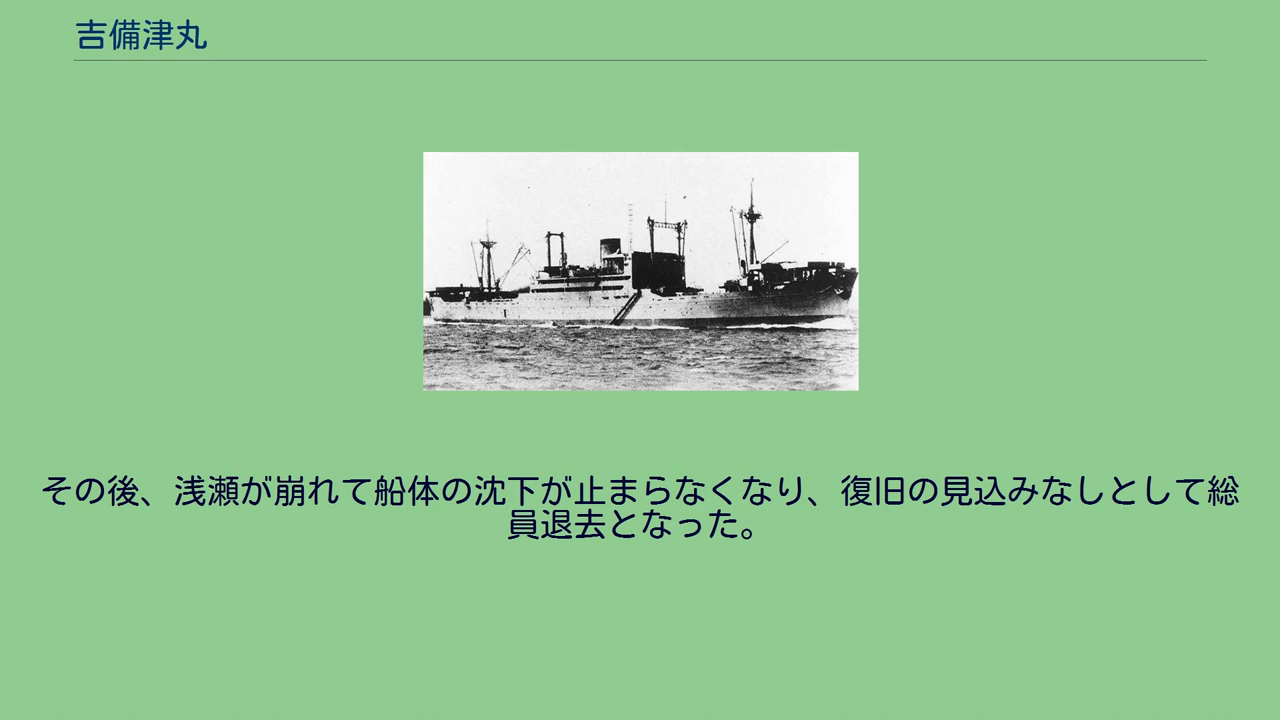 吉備津丸
その後、浅瀬が崩れて船体の沈下が止まらなくなり、復旧の見込みなしとして総
員退去となった。